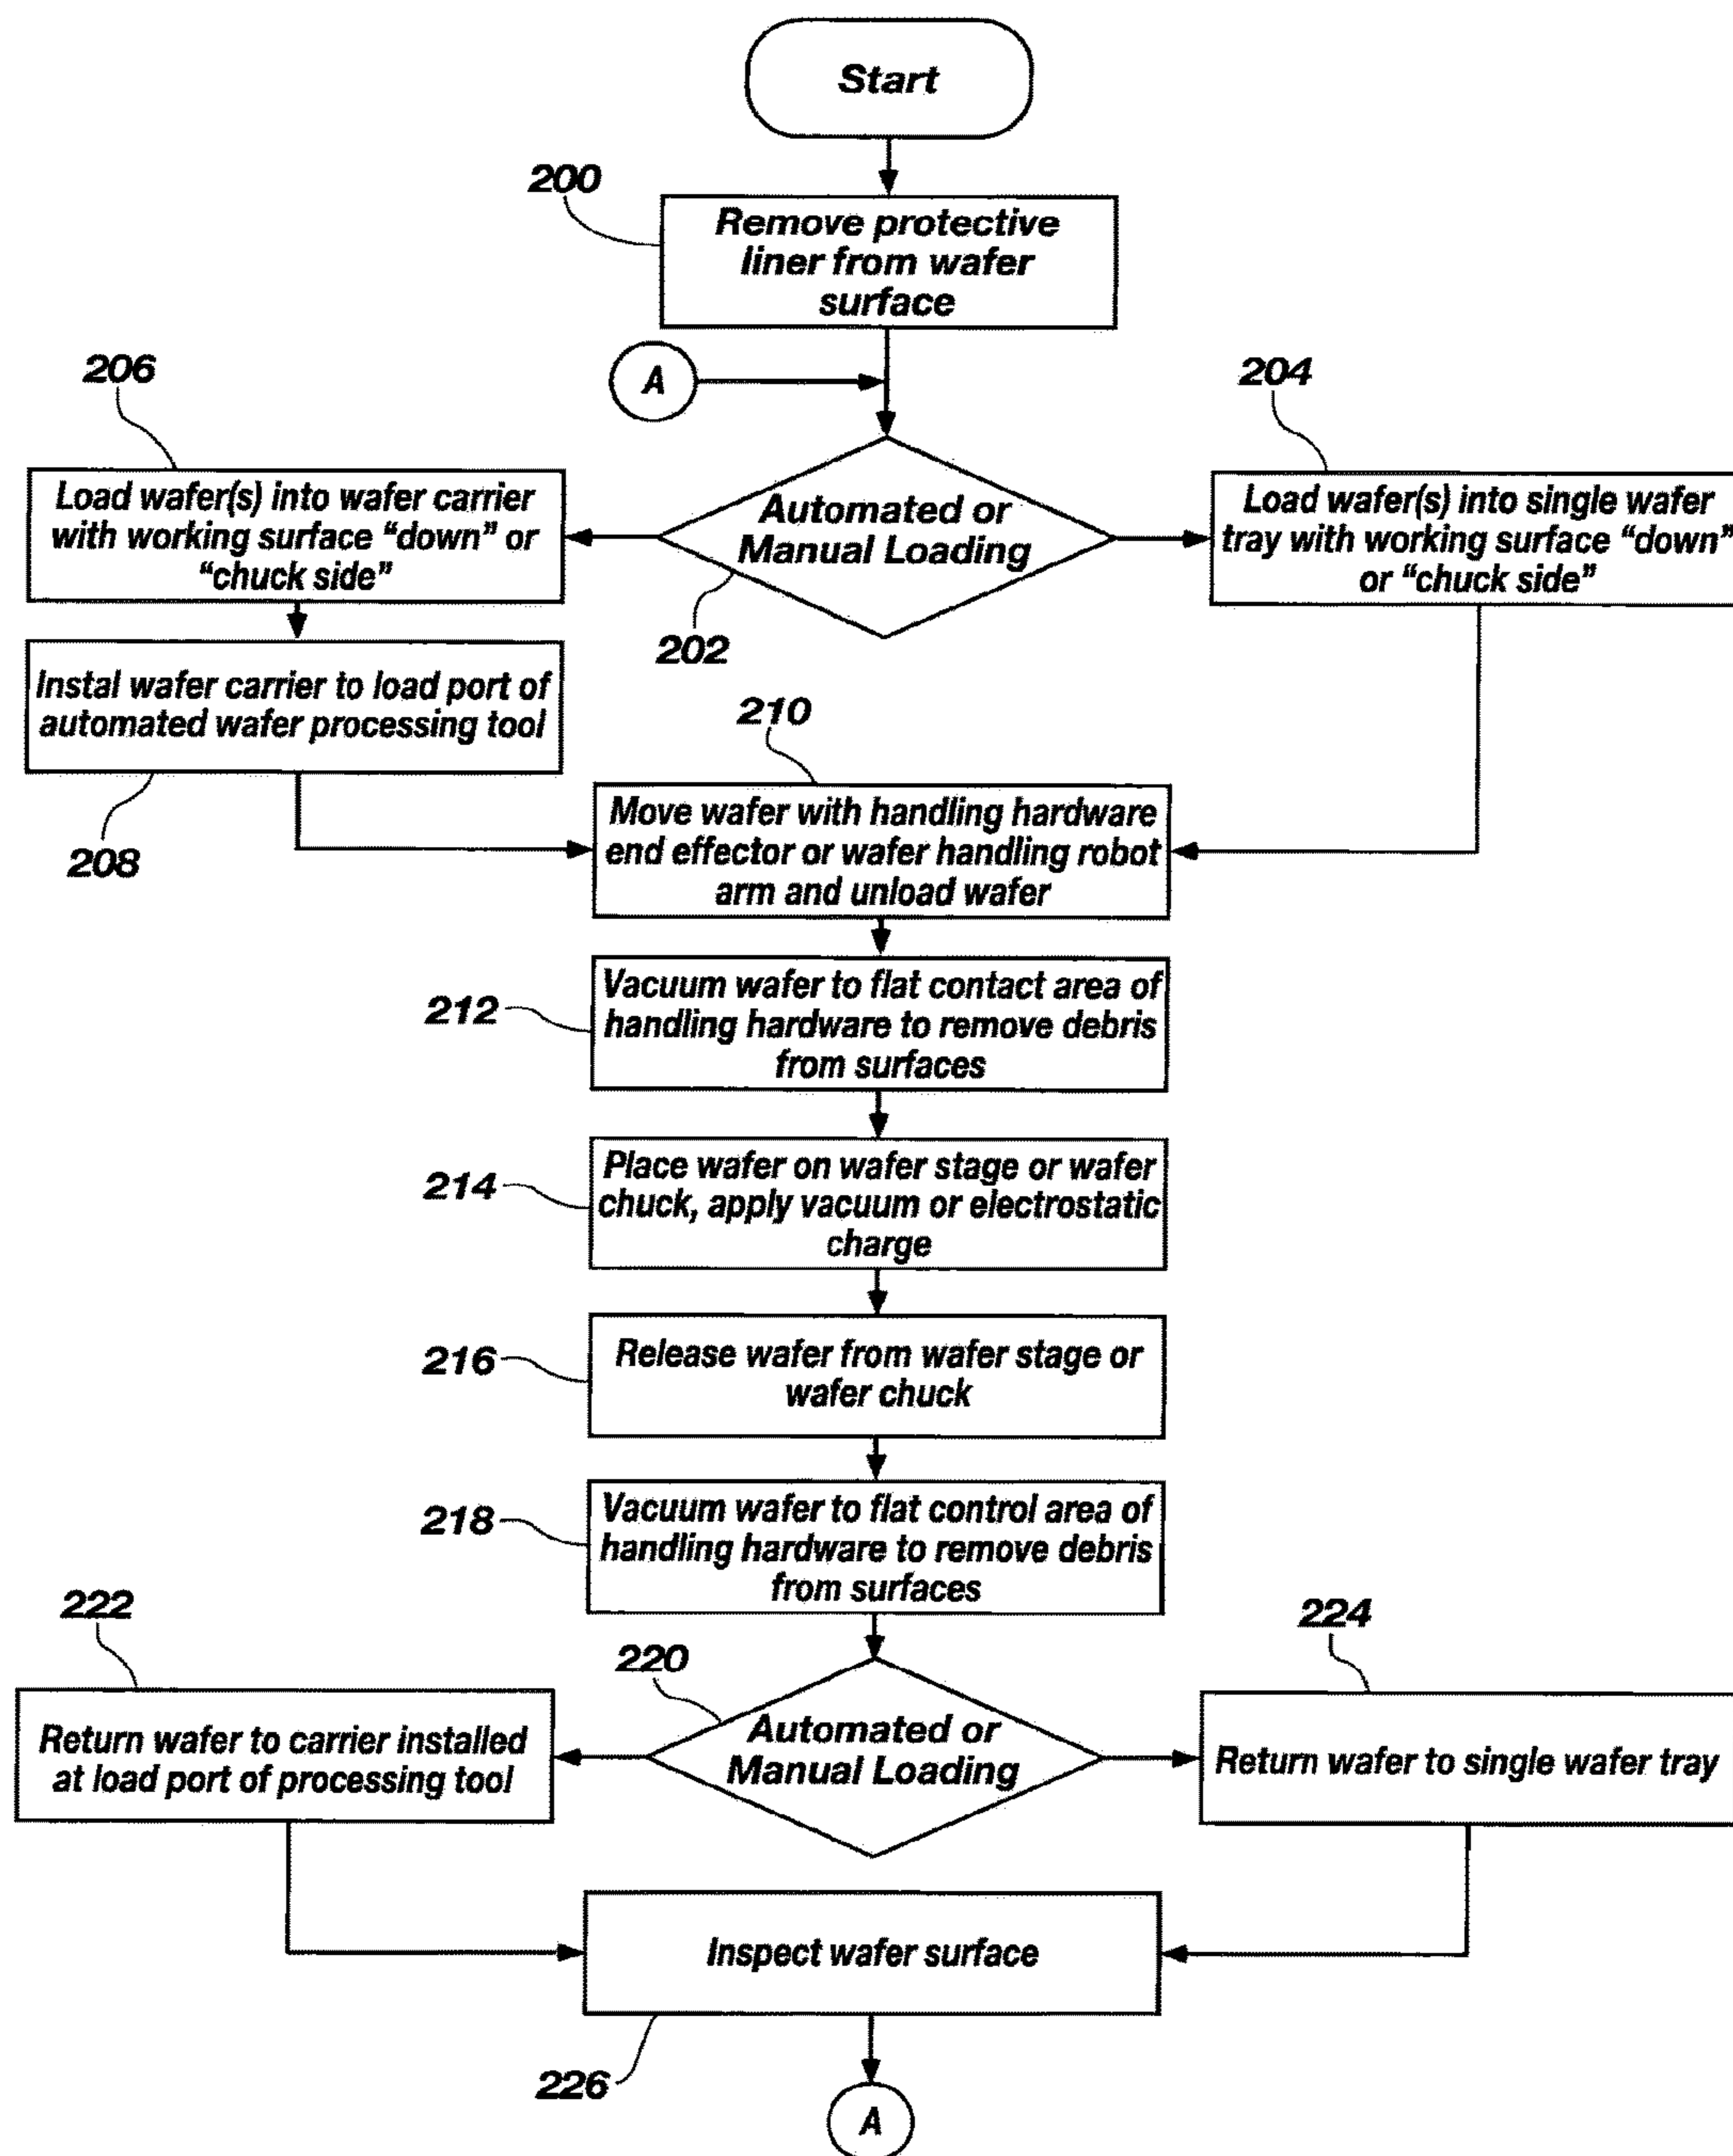 Start
200
Remove protective
liner from wafer
surface
A
206
204
Load wafer(s) into wafer carrier
with working surface “down” or
“chuck side”
Automated or
Manual Loading
Load wafer(s) into single wafer
tray with working surface “down”
or “chuck side”
202
Instal wafer carrier to load port of
automated wafer processing tool
208
210
Move wafer with handling hardware
end effector or wafer handling robot
arm and unload wafer
212
Vacuum wafer to flat contact area of
handling hardware to remove debris
from surfaces
214
Place wafer on wafer stage or wafer
chuck, apply vacuum or electrostatic
charge
216
Release wafer from wafer stage or
wafer chuck
218
Vacuum wafer to flat control area of
handling hardware to remove debris
from surfaces
222
220
224
Return wafer to carrier installed
at load port of processing tool
Automated or
Manual Loading
Return wafer to single wafer tray
Inspect wafer surface
226
A